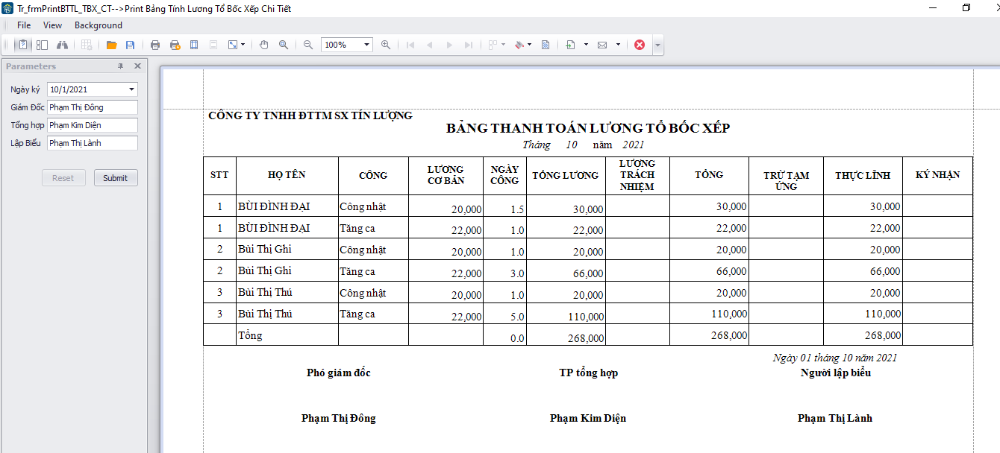 Tr_frmPrintBTTL_TBX_CT-->Print Bảng Tính Lương Tổ Bốc Xếp Chi Tiết
File View Background
100%
Parameters
Ngày ký 10/1/2021
Giám Đốc Phạm Thị Đông
Tổng hợp Phạm Kim Diện
Lập Biểu Phạm Thị Lành
Reset Submit
CÔNG TY TNHH ĐTTM SX TÍN LƯỢNG
BẢNG THANH TOÁN LƯƠNG TỔ BỐC XẾP
Tháng 10 năm 2021
STT HỌ TÊN CÔNG LƯƠNG CƠ BẢN NGÀY CÔNG TỔNG LƯƠNG LƯƠNG TRÁCH NHIỆM TỔNG TRỪ TẠM ỨNG THỰC LĨNH KÝ NHẬN
1 BÙI ĐÌNH ĐẠI Công nhật 20,000 1.5 30,000 30,000 30,000
1 BÙI ĐÌNH ĐẠI Tăng ca 22,000 1.0 22,000 22,000 22,000
2 Bùi Thị Ghi Công nhật 20,000 1.0 20,000 20,000 20,000
2 Bùi Thị Ghi Tăng ca 22,000 3.0 66,000 66,000 66,000
3 Bùi Thị Thú Công nhật 20,000 1.0 20,000 20,000 20,000
3 Bùi Thị Thú Tăng ca 22,000 5.0 110,000 110,000 110,000
Tổng 0.0 268,000 268,000 268,000
Ngày 01 tháng 10 năm 2021
Phó giám đốc TP tổng hợp Người lập biểu
Phạm Thị Đông Phạm Kim Diện Phạm Thị Lành